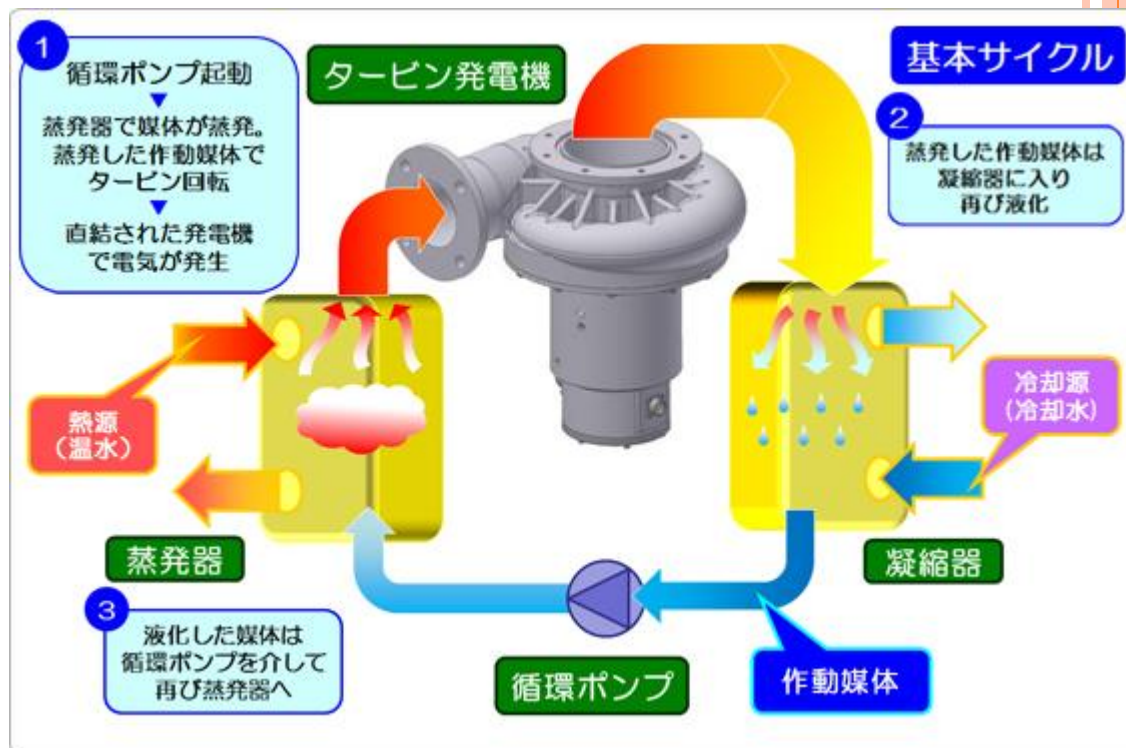 1
循環ポンプ起動
蒸発器で媒体が蒸発。
蒸発した作動媒体で
タービン回転
直結された発電機
で電気が発生
タービン発電機
基本サイクル
2
蒸発した作動媒体は
凝縮器に入り
再び液化
熱源
(温水)
冷却源
(冷却水)
蒸発器
凝縮器
3
液化した媒体は
循環ポンプを介して
再び蒸発器へ
循環ポンプ
作動媒体